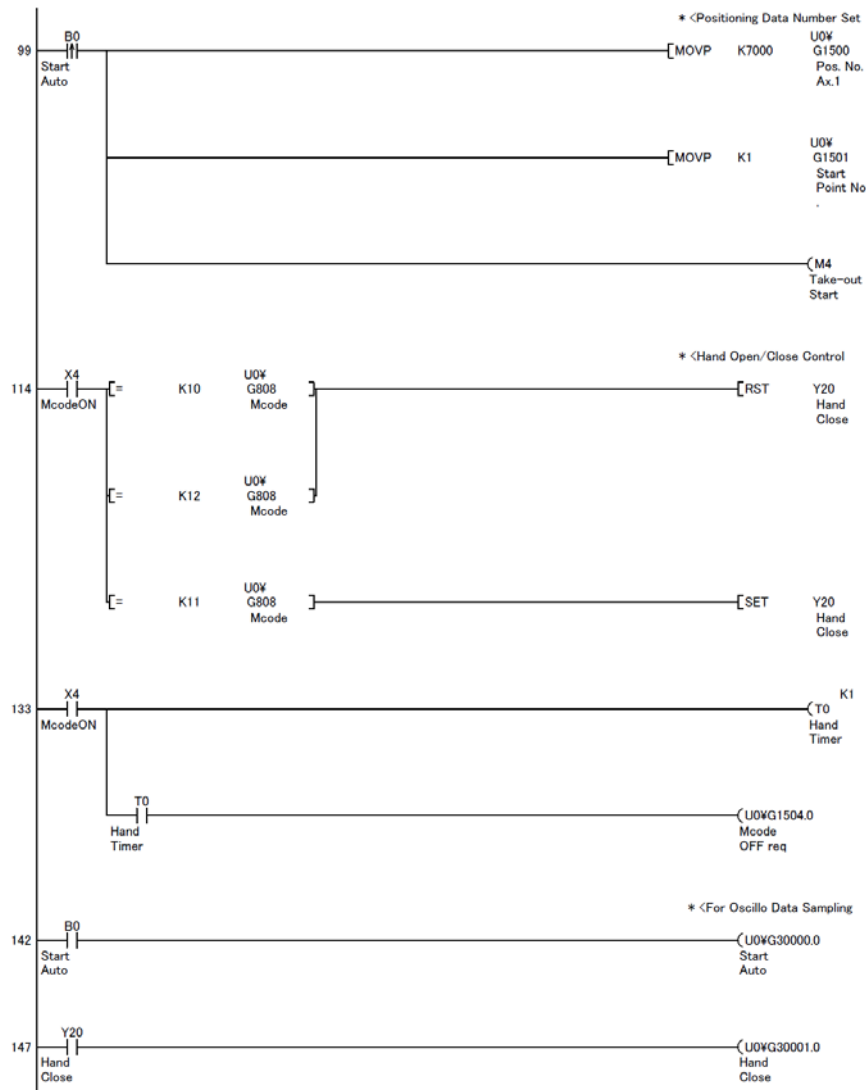 * <Positioning Data Number Set
B0 U0¥
99 [MOVP K7000 G1500
Start Pos. No.
Auto Ax.1
U0¥
[MOVP K1 G1501
Start
Point No
.
(M4
Take-out
Start
* <Hand Open/Close Control
X4 U0¥
114 [= K10 G808 ] [RST Y20
McodeON Mcode Hand
Close
U0¥
[= K12 G808 ]
Mcode
U0¥
[= K11 G808 ] [SET Y20
Mcode Hand
Close
X4 K1
133 (T0
McodeON Hand
Timer
T0
(U0¥G1504.0
Hand Mcode
Timer OFF req
* <For Oscillo Data Sampling
B0
142 (U0¥G30000.0
Start Start
Auto Auto
Y20
147 (U0¥G30001.0
Hand Hand
Close Close